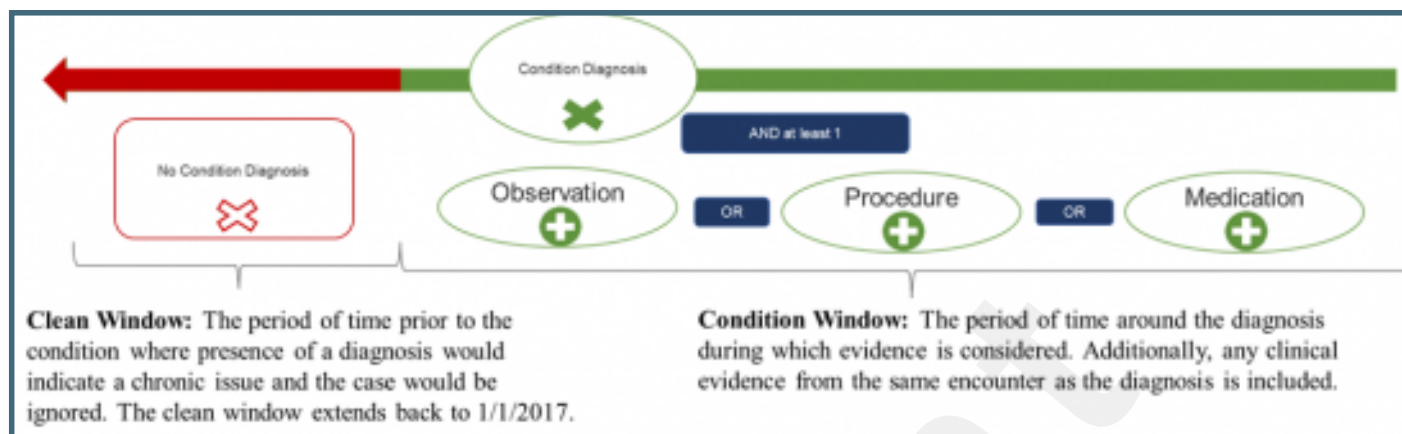 Condition Diagnosis
AND at least 1
No Condition Diagnosis
Observation
OR
Procedure
OR
Medication
Clean Window: The period of time prior to the
condition where presence of a diagnosis would
indicate a chronic issue and the case would be
ignored. The clean window extends back to 1/1/2017.
Condition Window: The period of time around the diagnosis
during which evidence is considered. Additionally, any clinical
evidence from the same encounter as the diagnosis is included.